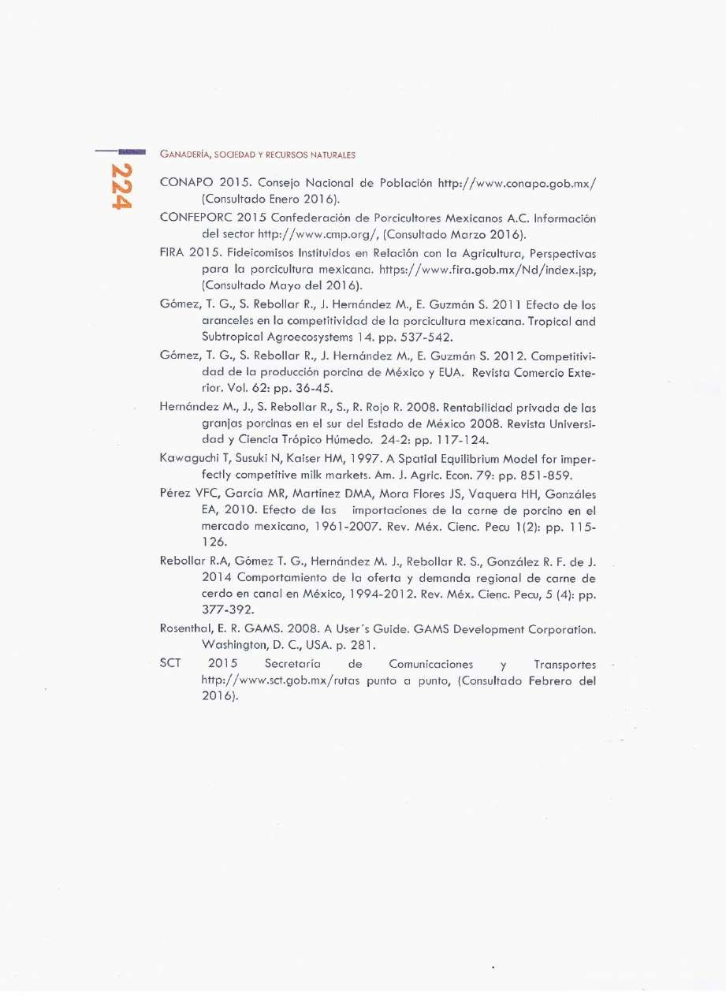 GANADERÍA, SOCIEDAD Y RECURSOS NATURALES
224
CONAPO 2015. Consejo Nacional de Población http://www.conapo.gob.mx/
(Consultado Enero 2016).
CONFEPORC 2015 Confederación de Porcicultores Mexicanos A.C. Información
del sector http://www.cmp.org/, (Consultado Marzo 2016).
FIRA 2015. Fideicomisos Instituidos en Relación con la Agricultura, Perspectivas
para la porcicultura mexicana. https://www.fira.gob.mx/Nd/index.jsp,
(Consultado Mayo del 2016).
Gómez, T. G., S. Rebollar R., J. Hernández M., E. Guzmán S. 2011 Efecto de los
aranceles en la competitividad de la porcicultura mexicana. Tropical and
Subtropical Agroecosystems 14. pp. 537-542.
Gómez, T. G., S. Rebollar R., J. Hernández M., E. Guzmán S. 2012. Competitivi-
dad de la producción porcina de México y EUA. Revista Comercio Exte-
rior. Vol. 62: pp. 36-45.
Hernández M., J., S. Rebollar R., S., R. Rojo R. 2008. Rentabilidad privada de las
granjas porcinas en el sur del Estado de México 2008. Revista Universi-
dad y Ciencia Trópico Húmedo. 24-2: pp. 117-124.
Kawaguchi T, Susuki N, Kaiser HM, 1997. A Spatial Equilibrium Model for imper-
fectly competitive milk markets. Am. J. Agric. Econ. 79: pp. 851-859.
Pérez VFC, García MR, Martínez DMA, Mora Flores JS, Vaquera HH, Gonzáles
EA, 2010. Efecto de las importaciones de la carne de porcino en el
mercado mexicano, 1961-2007. Rev. Méx. Cienc. Pecu 1(2): pp. 115-
126.
Rebollar R.A, Gómez T. G., Hernández M. J., Rebollar R. S., González R. F. de J.
2014 Comportamiento de la oferta y demanda regional de carne de
cerdo en canal en México, 1994-2012. Rev. Méx. Cienc. Pecu, 5 (4): pp.
377-392.
Rosenthal, E. R. GAMS. 2008. A User´s Guide. GAMS Development Corporation.
Washington, D. C., USA. p. 281.
SCT 2015 Secretaría de Comunicaciones y Transportes
http://www.sct.gob.mx/rutas punto a punto, (Consultado Febrero del
2016).